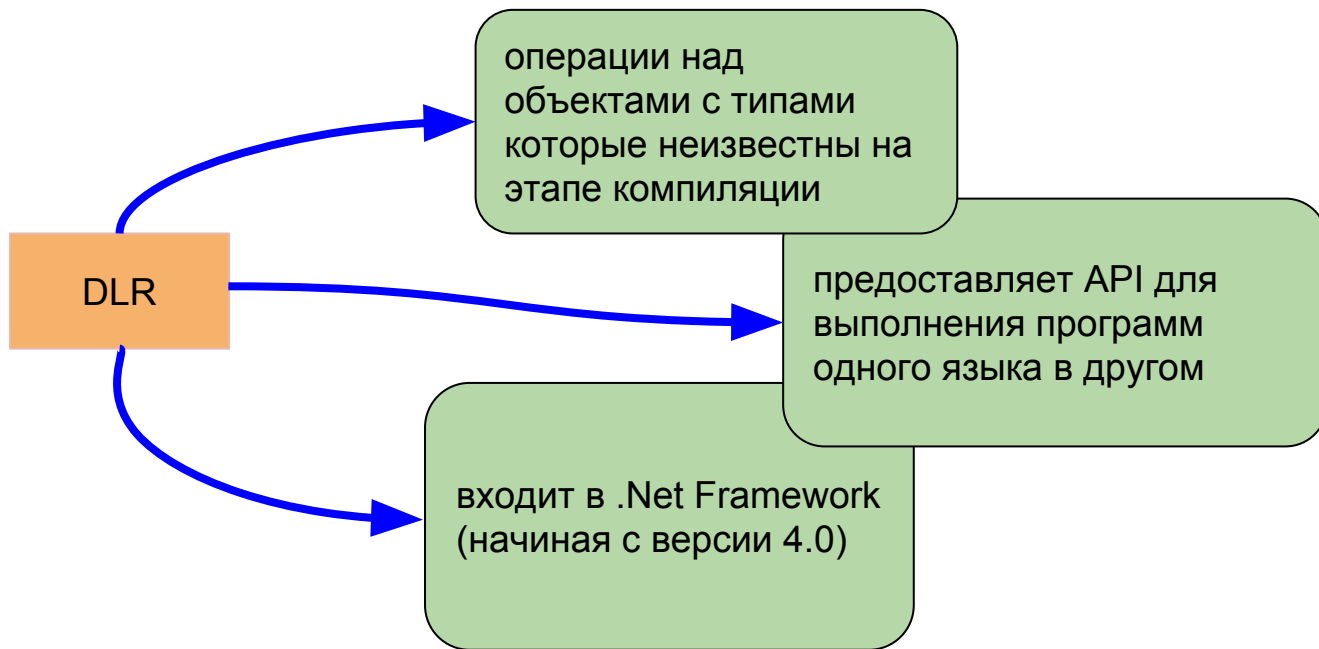 операции над
объектами с типами
которые неизвестны на
этапе компиляции
DLR
предоставляет API для
выполнения программ
одного языка в другом
входит в .Net Framework
(начиная с версии 4.0)